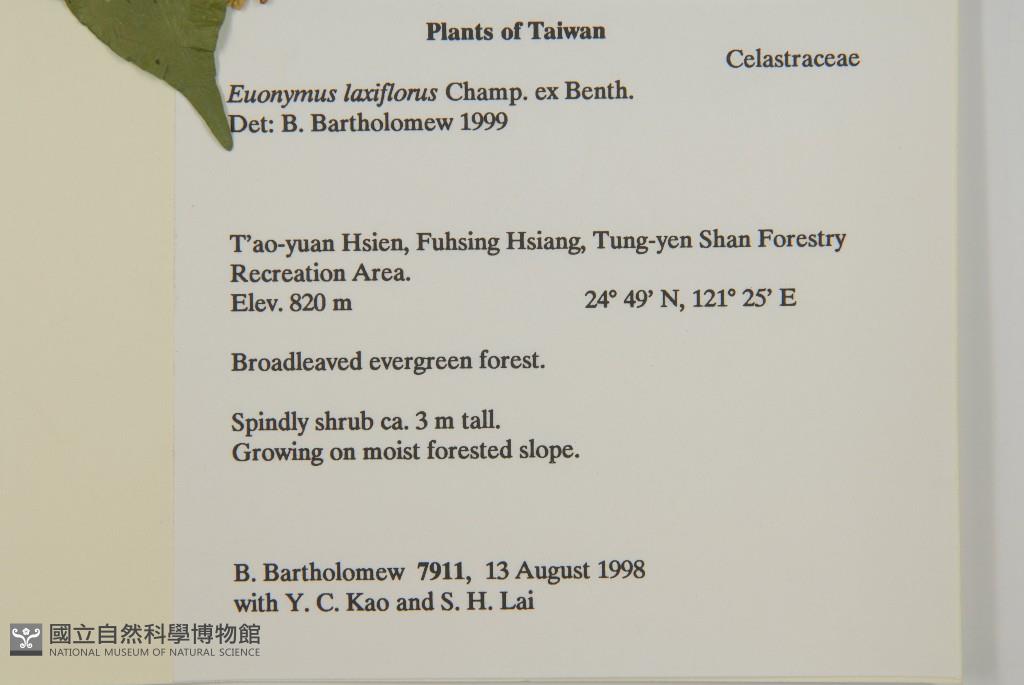 Plants of Taiwan
Celastraceae
Euonymus laxiflorus Champ. ex Benth.
Det: B. Bartholomew 1999
T'ao-yuan Hsien, Fuhsing Hsiang, Tung-yen Shan Forestry
Recreation Area.
Elev. 820 m 24° 49' N, 121° 25' E
Broadleaved evergreen forest.
Spindly shrub ca. 3 m tall.
Growing on moist forested slope.
B. Bartholomew 7911, 13 August 1998
with Y. C. Kao and S. H. Lai
國立自然科學博物館
NATIONAL MUSEUM OF NATURAL SCIENCE